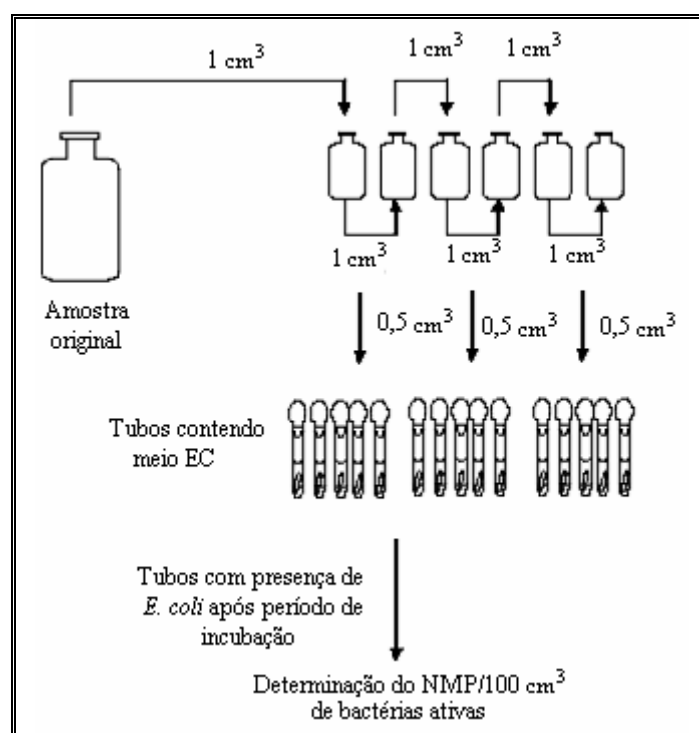 1 cm³
1 cm³
1 cm³
1 cm³
1 cm³
1 cm³
Amostra
original
0,5 cm³
0,5 cm³
0,5 cm³
Tubos contendo
meio EC
Tubos com presença de
E. coli após período de
incubação
Determinação do NMP/100 cm³
de bactérias ativas